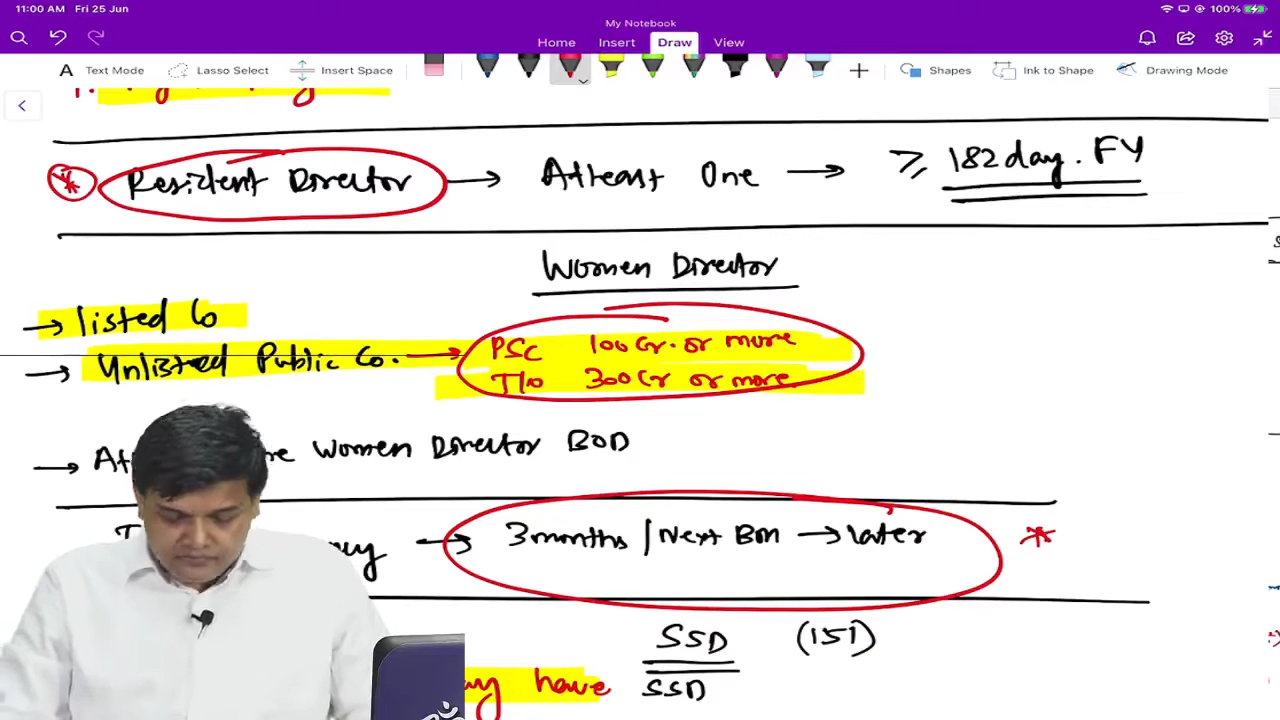 11:00 AM Fri 25 Jun
100%
My Notebook
Home Insert Draw View
Text Mode Lasso Select Insert Space Shapes Ink to Shape Drawing Mode
* Resident Director → Atleast One → ≥ 182 day. FY
Women Director
→ listed Co
→ Unlisted Public Co. → PSC 100 Cr. or more
T/o 300 Cr or more
→ Women Director BOD
→ 3 months / Next BM → later *
SSD (151)
have SSD